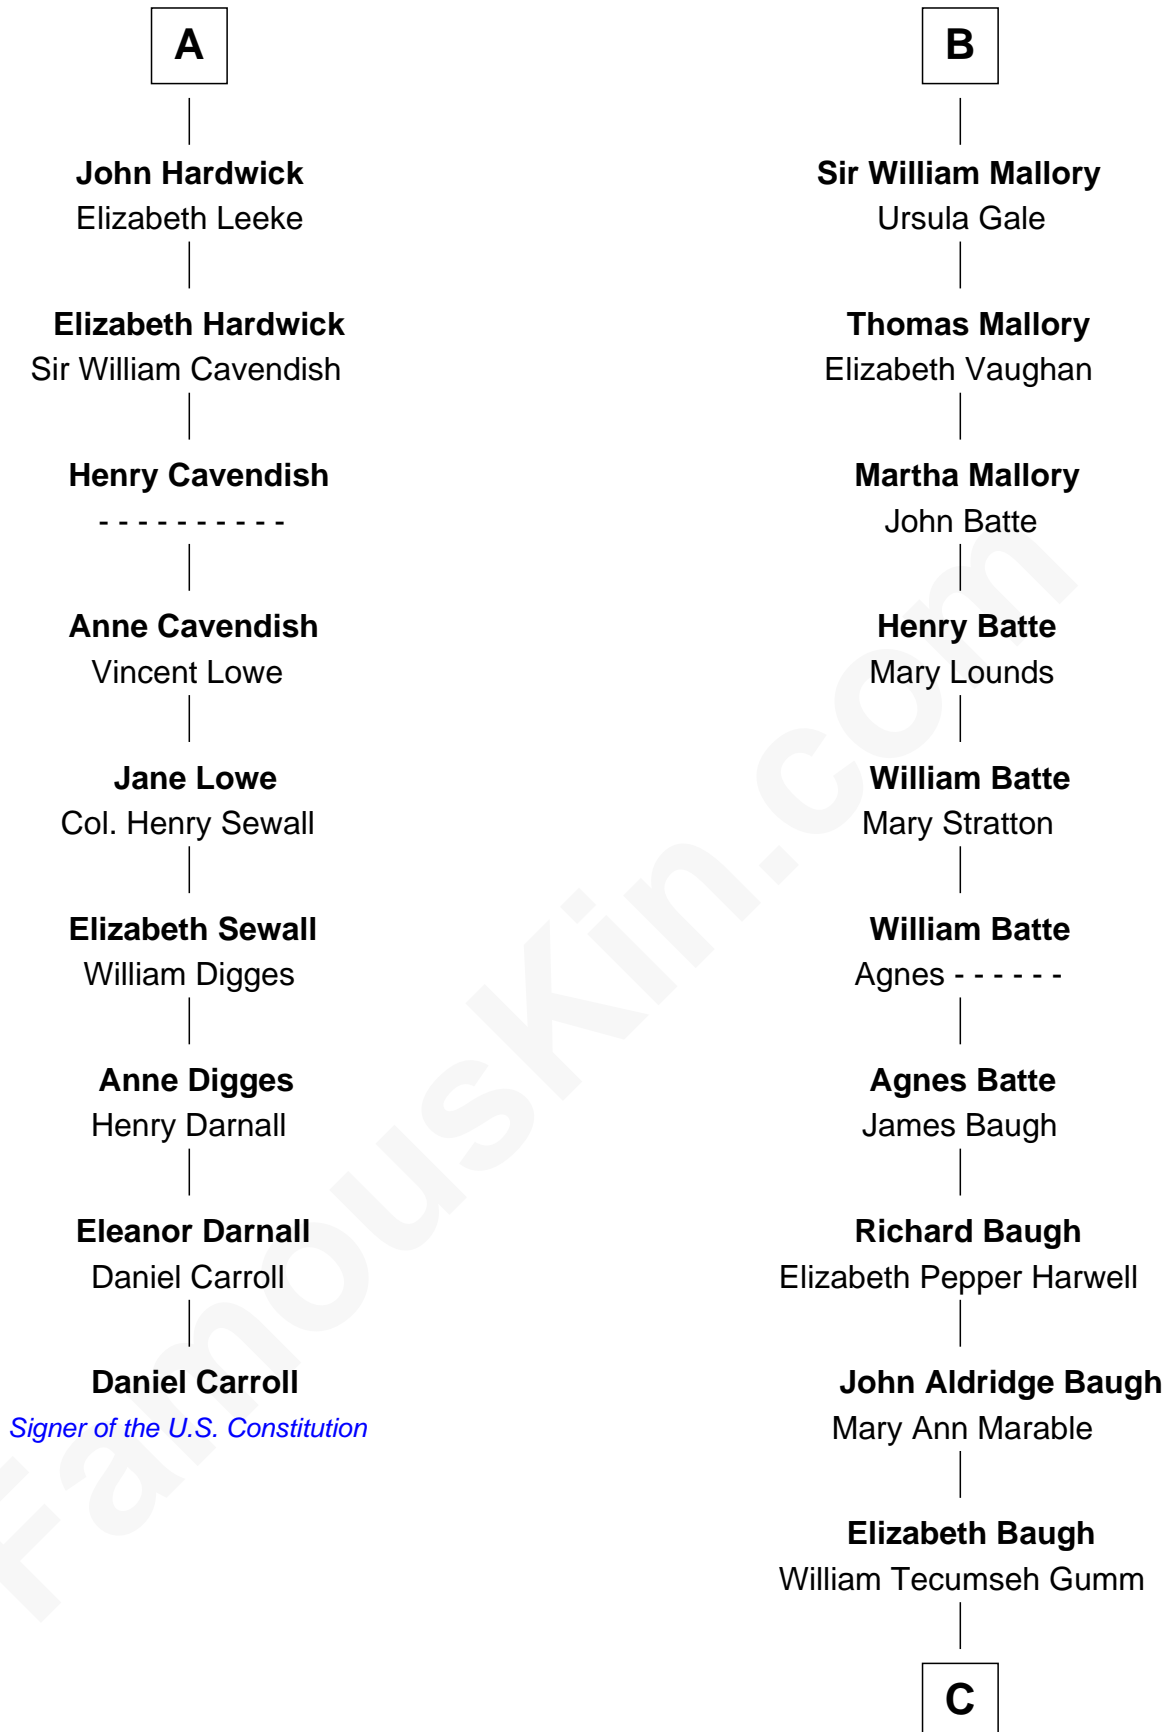 A
John Hardwick
Elizabeth Leeke
Elizabeth Hardwick
Sir William Cavendish
Henry Cavendish
- - - - - - - - - -
Anne Cavendish
Vincent Lowe
Jane Lowe
Col. Henry Sewall
Elizabeth Sewall
William Digges
Anne Digges
Henry Darnall
Eleanor Darnall
Daniel Carroll
Daniel Carroll
Signer of the U.S. Constitution
B
Sir William Mallory
Ursula Gale
Thomas Mallory
Elizabeth Vaughan
Martha Mallory
John Batte
Henry Batte
Mary Lounds
William Batte
Mary Stratton
William Batte
Agnes - - - - - -
Agnes Batte
James Baugh
Richard Baugh
Elizabeth Pepper Harwell
John Aldridge Baugh
Mary Ann Marable
Elizabeth Baugh
William Tecumseh Gumm
C
FamousKin.com